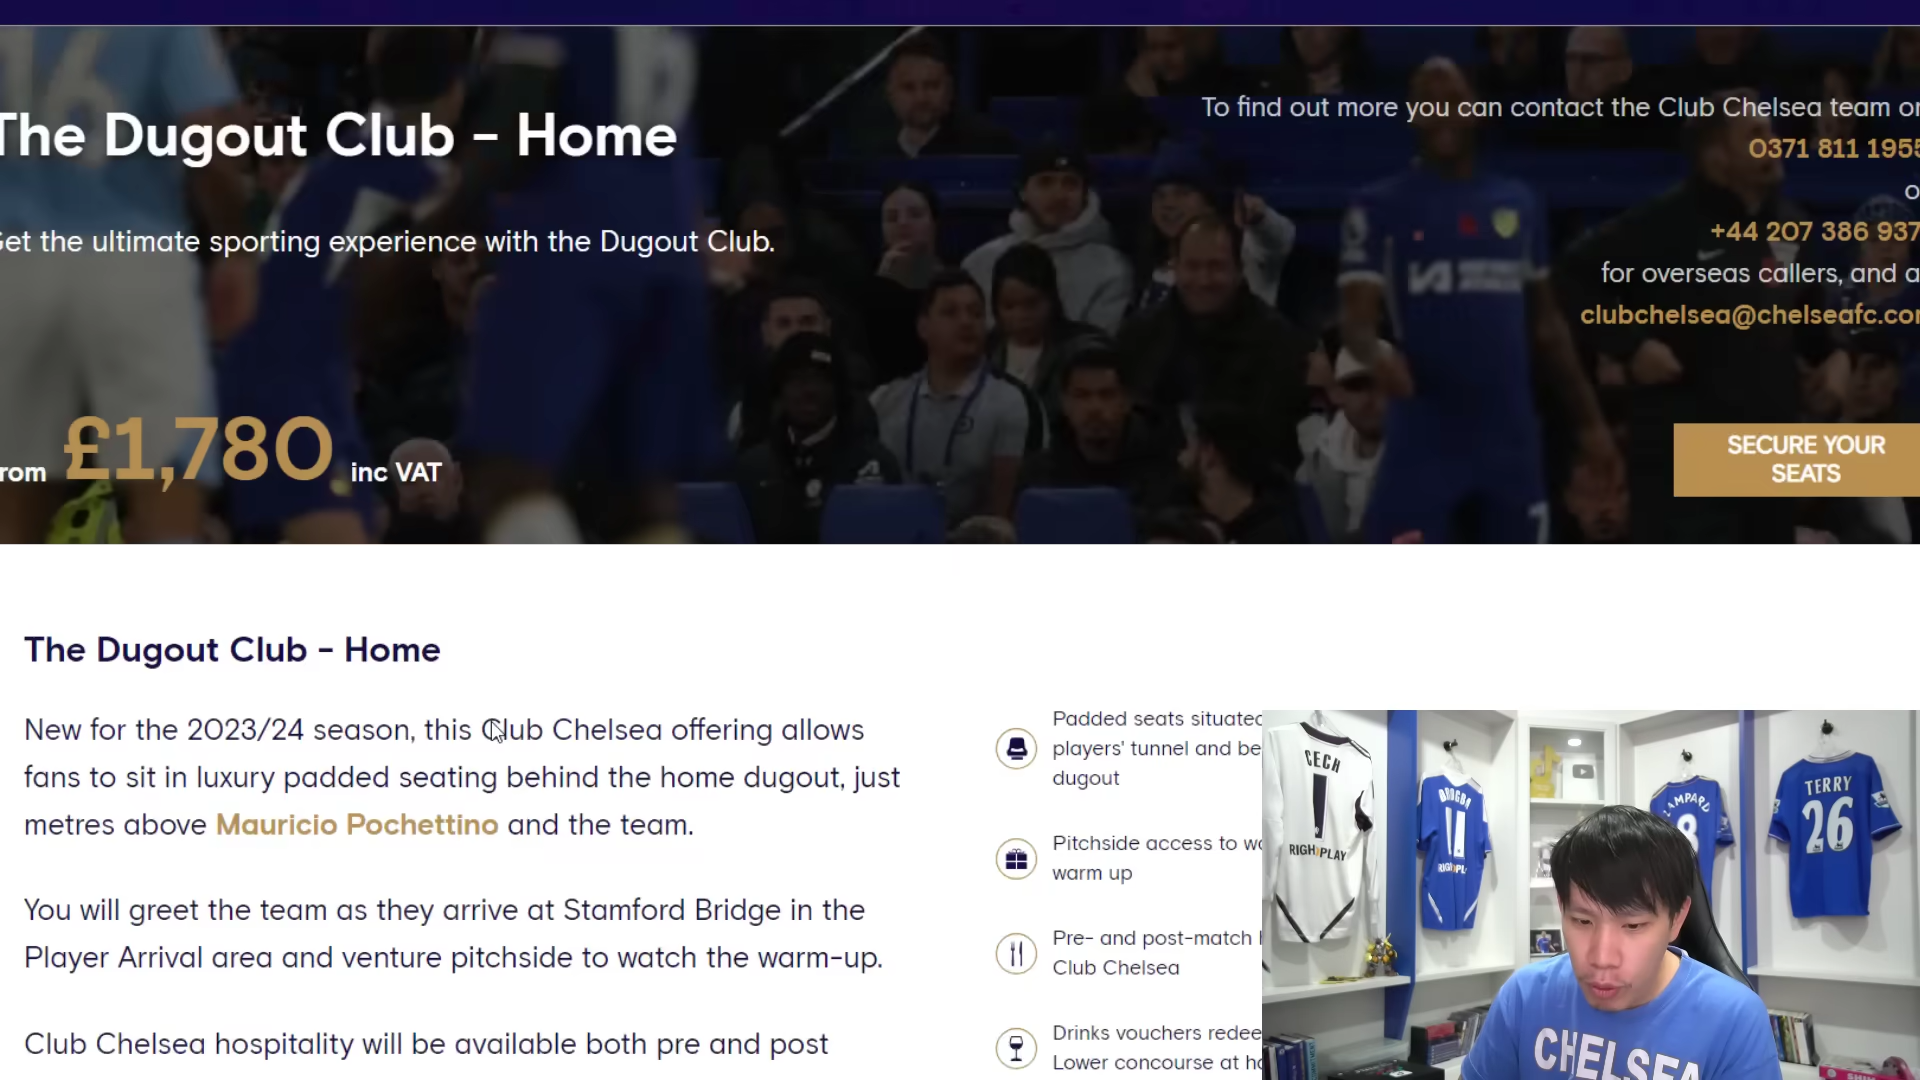 The Dugout Club – Home
Get the ultimate sporting experience with the Dugout Club.
From £1,780 inc VAT
To find out more you can contact the Club Chelsea team on
0371 811 1955
or
+44 207 386 937
for overseas callers, and a
clubchelsea@chelseafc.com
SECURE YOUR
SEATS
The Dugout Club – Home
New for the 2023/24 season, this Club Chelsea offering allows
fans to sit in luxury padded seating behind the home dugout, just
metres above Mauricio Pochettino and the team.
You will greet the team as they arrive at Stamford Bridge in the
Player Arrival area and venture pitchside to watch the warm-up.
Club Chelsea hospitality will be available both pre and post
Padded seats situated
players' tunnel and be
dugout
Pitchside access to w
warm up
Pre- and post-match
Club Chelsea
Drinks vouchers redee
Lower concourse at h
CECH
1
RIGHT PLAY
DROGBA
11
LAMPARD
8
TERRY
26
CHELSEA
16